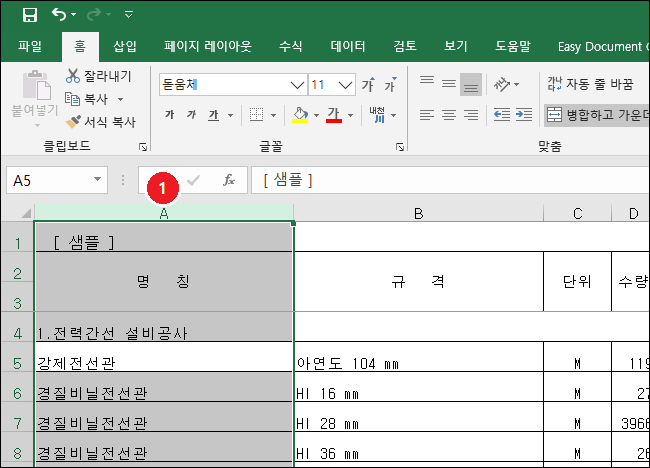 파일 홈 삽입 페이지 레이아웃 수식 데이터 검토 보기 도움말 Easy Document
잘라내기
복사
서식 복사
붙여넣기
클립보드
돋움체 11 가 가
가 가 가 가 내천
글꼴
가나다 자동 줄 바꿈
병합하고 가운데
맞춤
A5 1 fx [ 샘플 ]
A B C D
1 [ 샘플 ]
2 명 칭 규 격 단위 수량
3
4 1.전력간선 설비공사
5 강제전선관 아연도 104 mm M 119
6 경질비닐전선관 HI 16 mm M 27
7 경질비닐전선관 HI 28 mm M 3966
8 경질비닐전선관 HI 36 mm M 26